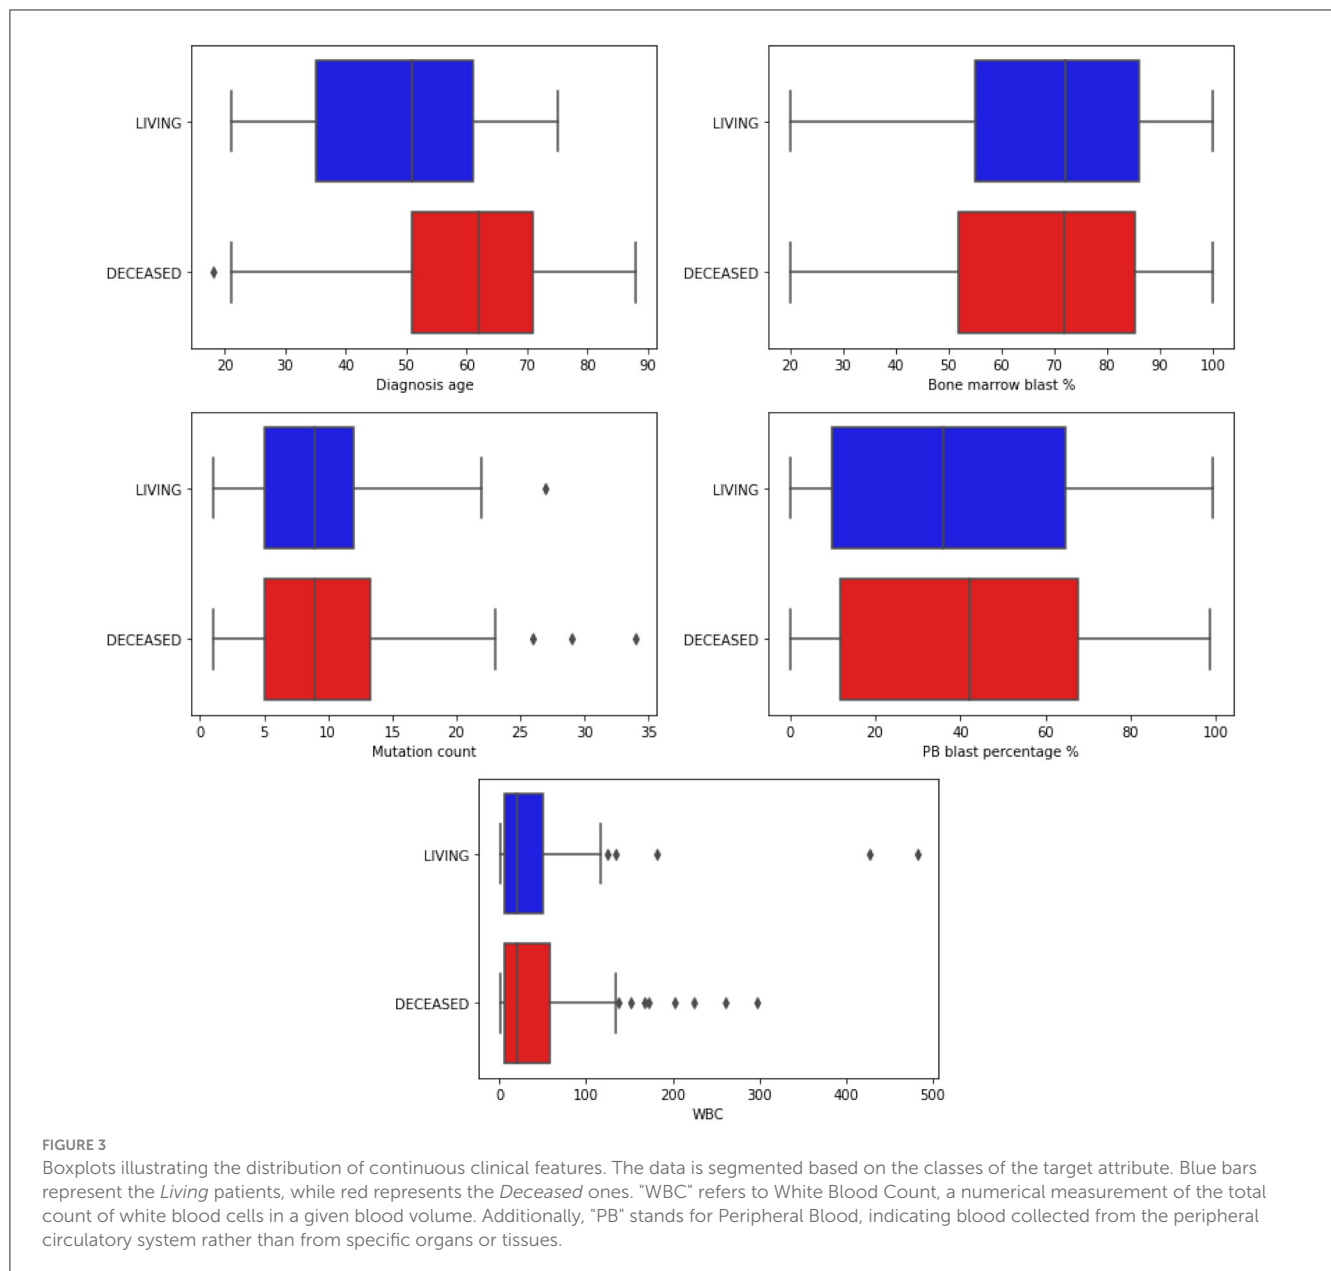 LIVING
DECEASED
20 30 40 50 60 70 80 90
Diagnosis age
LIVING
DECEASED
20 30 40 50 60 70 80 90 100
Bone marrow blast %
LIVING
DECEASED
0 5 10 15 20 25 30 35
Mutation count
LIVING
DECEASED
0 20 40 60 80 100
PB blast percentage %
LIVING
DECEASED
0 100 200 300 400 500
WBC
FIGURE 3
Boxplots illustrating the distribution of continuous clinical features. The data is segmented based on the classes of the target attribute. Blue bars
represent the Living patients, while red represents the Deceased ones. "WBC" refers to White Blood Count, a numerical measurement of the total
count of white blood cells in a given blood volume. Additionally, "PB" stands for Peripheral Blood, indicating blood collected from the peripheral
circulatory system rather than from specific organs or tissues.